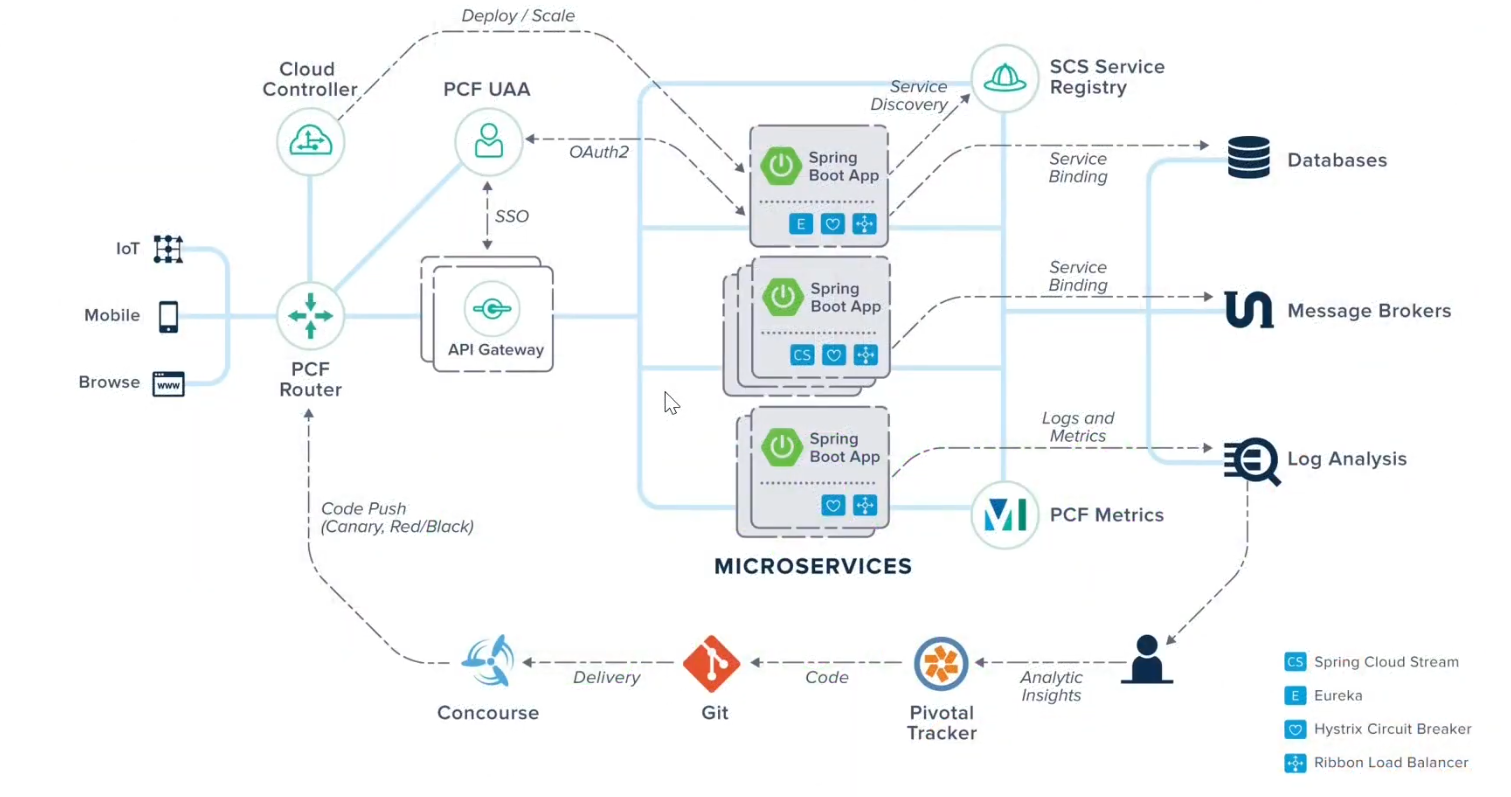 Deploy / Scale
Cloud
Controller
PCF UAA
OAuth2
SSO
IoT
Mobile
Browse
www
PCF
Router
API Gateway
Code Push
(Canary, Red/Black)
Service
Discovery
SCS Service
Registry
Spring
Boot App
E
Service
Binding
Databases
Spring
Boot App
CS
Service
Binding
Message Brokers
Spring
Boot App
Logs and
Metrics
Log Analysis
PCF Metrics
MICROSERVICES
Concourse
Delivery
Git
Code
Pivotal
Tracker
Analytic
Insights
CS Spring Cloud Stream
E Eureka
Hystrix Circuit Breaker
Ribbon Load Balancer